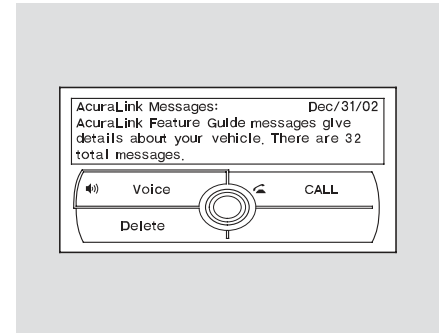 AcuraLink Messages: Dec/31/02
AcuraLink Feature Guide messages give
details about your vehicle. There are 32
total messages.
Voice CALL
Delete